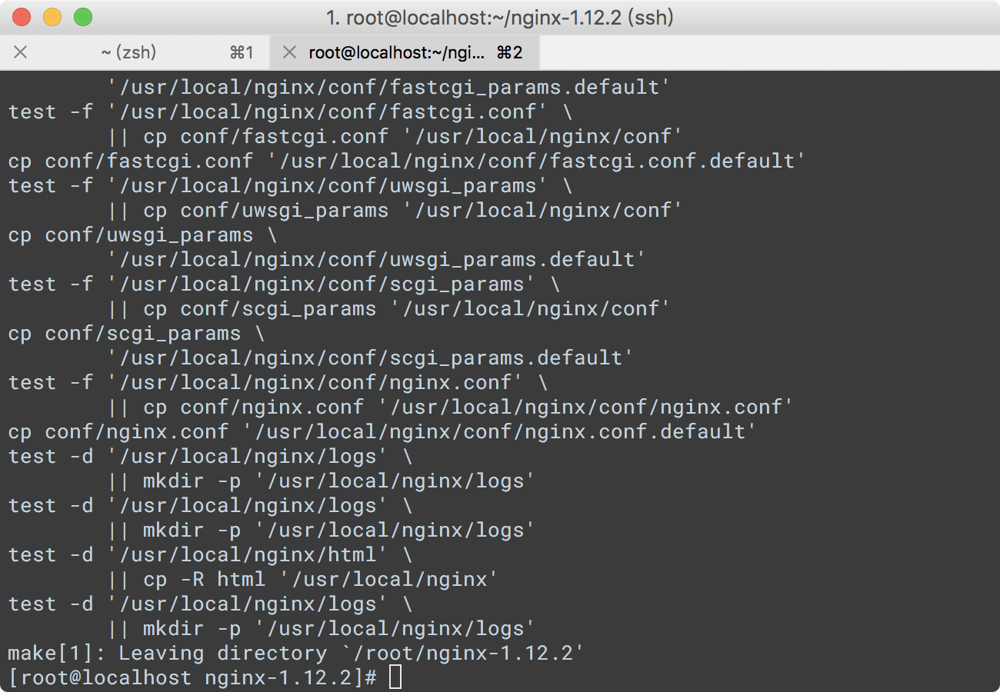 1. root@localhost:~/nginx-1.12.2 (ssh)
~ (zsh) ⌘1 root@localhost:~/ngi... ⌘2
'/usr/local/nginx/conf/fastcgi_params.default'
test -f '/usr/local/nginx/conf/fastcgi.conf' \
|| cp conf/fastcgi.conf '/usr/local/nginx/conf'
cp conf/fastcgi.conf '/usr/local/nginx/conf/fastcgi.conf.default'
test -f '/usr/local/nginx/conf/uwsgi_params' \
|| cp conf/uwsgi_params '/usr/local/nginx/conf'
cp conf/uwsgi_params \
'/usr/local/nginx/conf/uwsgi_params.default'
test -f '/usr/local/nginx/conf/scgi_params' \
|| cp conf/scgi_params '/usr/local/nginx/conf'
cp conf/scgi_params \
'/usr/local/nginx/conf/scgi_params.default'
test -f '/usr/local/nginx/conf/nginx.conf' \
|| cp conf/nginx.conf '/usr/local/nginx/conf/nginx.conf'
cp conf/nginx.conf '/usr/local/nginx/conf/nginx.conf.default'
test -d '/usr/local/nginx/logs' \
|| mkdir -p '/usr/local/nginx/logs'
test -d '/usr/local/nginx/logs' \
|| mkdir -p '/usr/local/nginx/logs'
test -d '/usr/local/nginx/html' \
|| cp -R html '/usr/local/nginx'
test -d '/usr/local/nginx/logs' \
|| mkdir -p '/usr/local/nginx/logs'
make[1]: Leaving directory `/root/nginx-1.12.2'
[root@localhost nginx-1.12.2]#